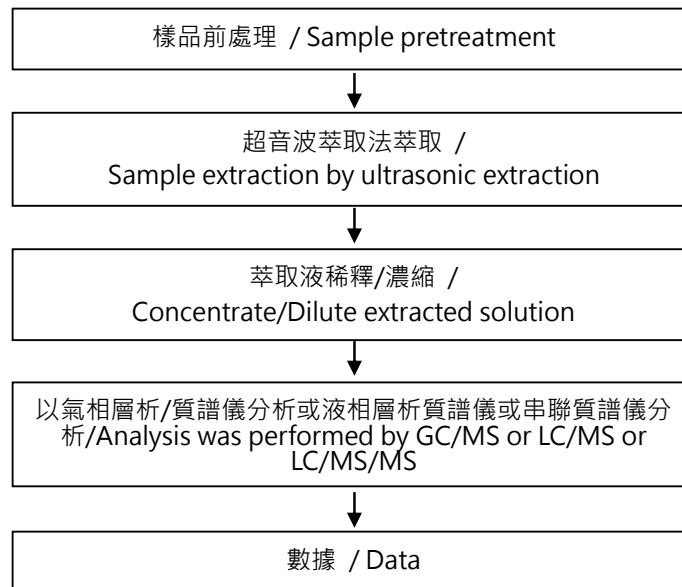 樣品前處理 / Sample pretreatment
超音波萃取法萃取 /
Sample extraction by ultrasonic extraction
萃取液稀釋/濃縮 /
Concentrate/Dilute extracted solution
以氣相層析/質譜儀分析或液相層析質譜儀或串聯質譜儀分
析/Analysis was performed by GC/MS or LC/MS or
LC/MS/MS
數據 / Data